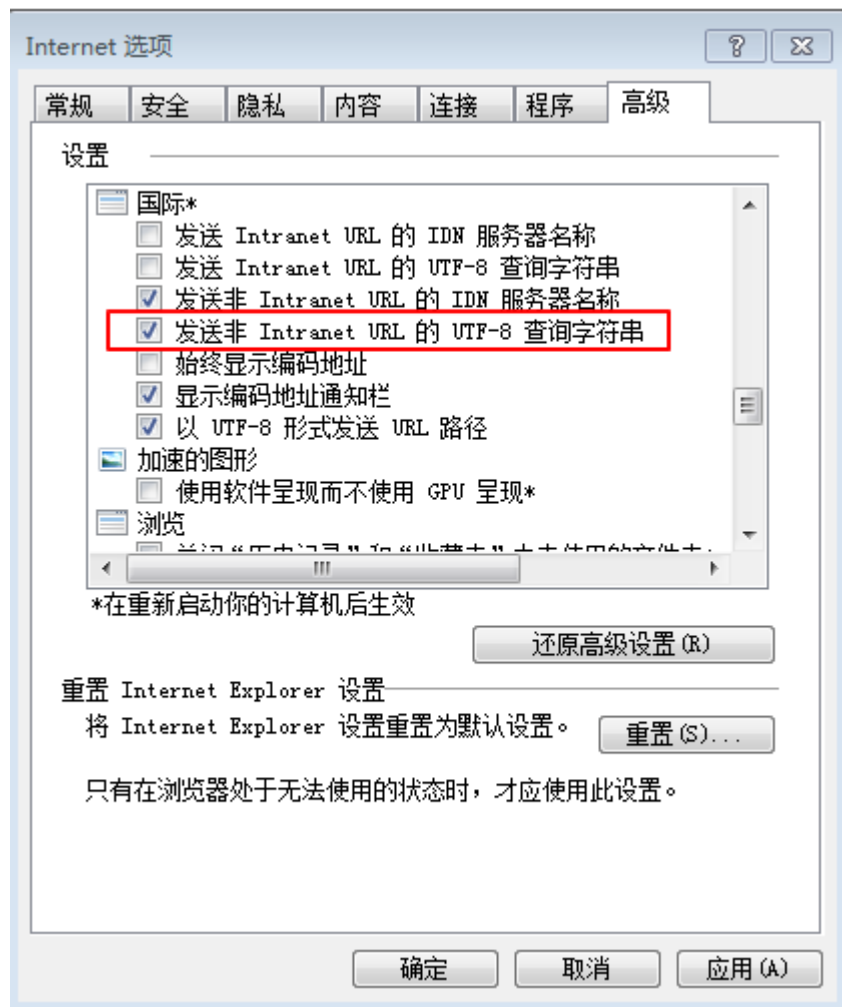 Internet 选项
常规 安全 隐私 内容 连接 程序 高级
设置
国际*
发送 Intranet URL 的 IDN 服务器名称
发送 Intranet URL 的 UTF-8 查询字符串
发送非 Intranet URL 的 IDN 服务器名称
发送非 Intranet URL 的 UTF-8 查询字符串
始终显示编码地址
显示编码地址通知栏
以 UTF-8 形式发送 URL 路径
加速的图形
使用软件呈现而不使用 GPU 呈现*
浏览
*在重新启动你的计算机后生效
还原高级设置(R)
重置 Internet Explorer 设置
将 Internet Explorer 设置重置为默认设置。
重置(S)...
只有在浏览器处于无法使用的状态时，才应使用此设置。
确定 取消 应用(A)